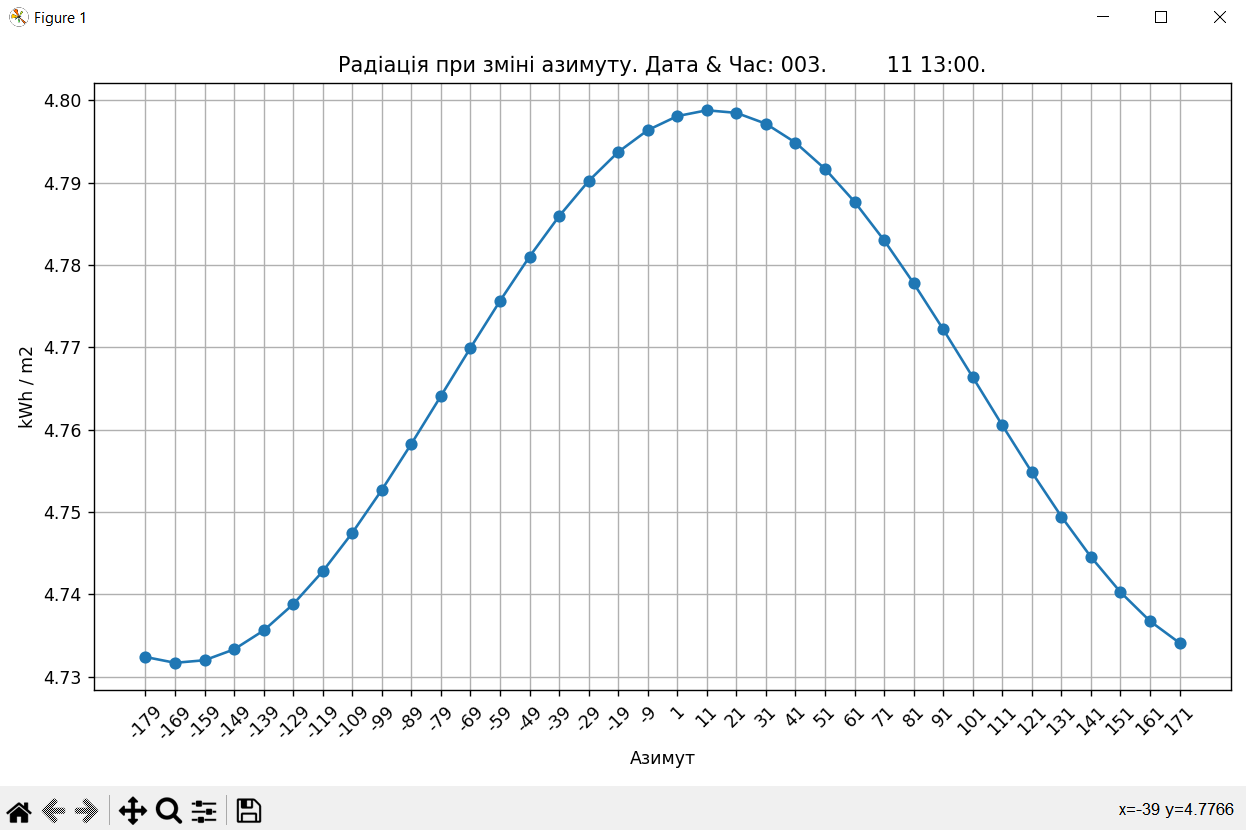 Figure 1
Радіація при зміні азимуту. Дата & Час: 003. 11 13:00.
4.80
4.79
4.78
4.77
4.76
4.75
4.74
4.73
kWh / m2
-179 -169 -159 -149 -139 -129 -119 -109 -99 -89 -79 -69 -59 -49 -39 -29 -19 -9 1 11 21 31 41 51 61 71 81 91 101 111 121 131 141 151 161 171
Азимут
x=-39 y=4.7766